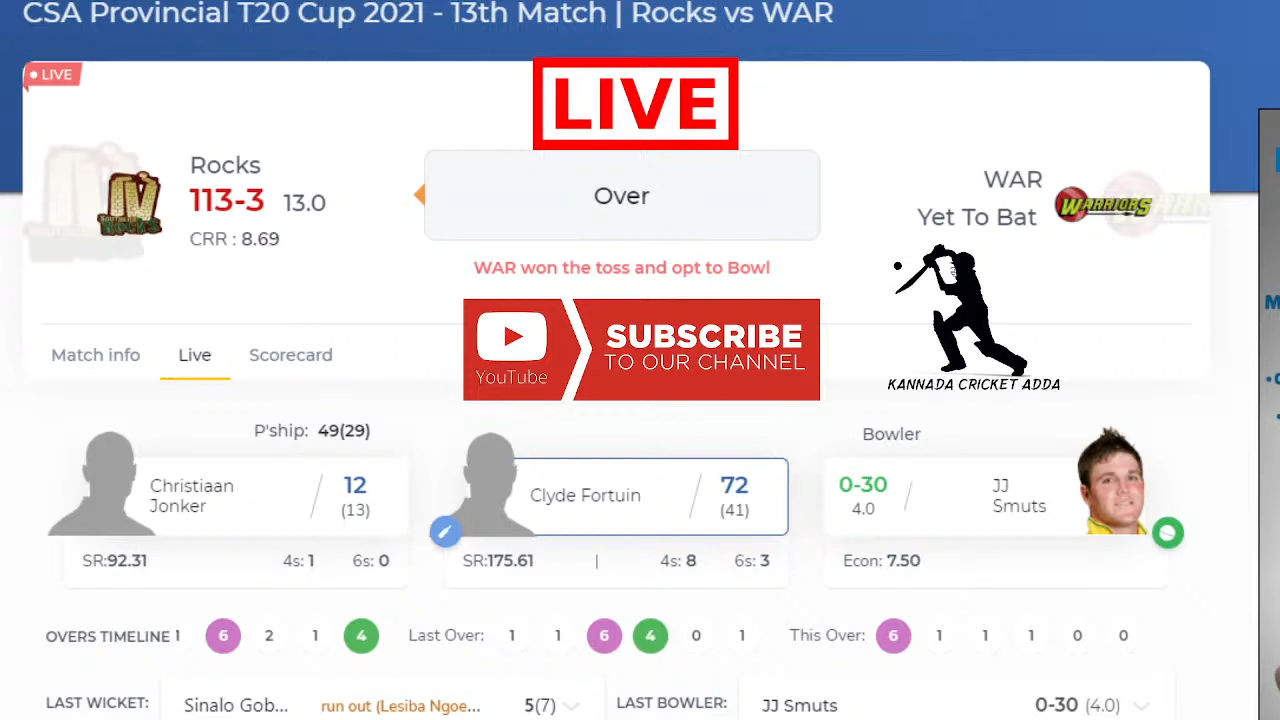 CSA Provincial T20 Cup 2021 - 13th Match | Rocks vs WAR
LIVE
LIVE
Rocks
113-3 13.0
CRR : 8.69
Over
WAR
Yet To Bat
WARRIORS
WAR won the toss and opt to Bowl
Match info Live Scorecard
YouTube
SUBSCRIBE
TO OUR CHANNEL
KANNADA CRICKET ADDA
P'ship: 49(29)
Bowler
Christiaan
Jonker
12
(13)
Clyde Fortuin
72
(41)
0-30
4.0
JJ
Smuts
SR:92.31 4s: 1 6s: 0
SR:175.61 | 4s: 8 6s: 3
Econ: 7.50
OVERS TIMELINE 1 6 2 1 4 Last Over: 1 1 6 4 0 1 This Over: 6 1 1 1 0 0
LAST WICKET: Sinalo Gob... run out (Lesiba Ngoe... 5(7) LAST BOWLER: JJ Smuts 0-30 (4.0)